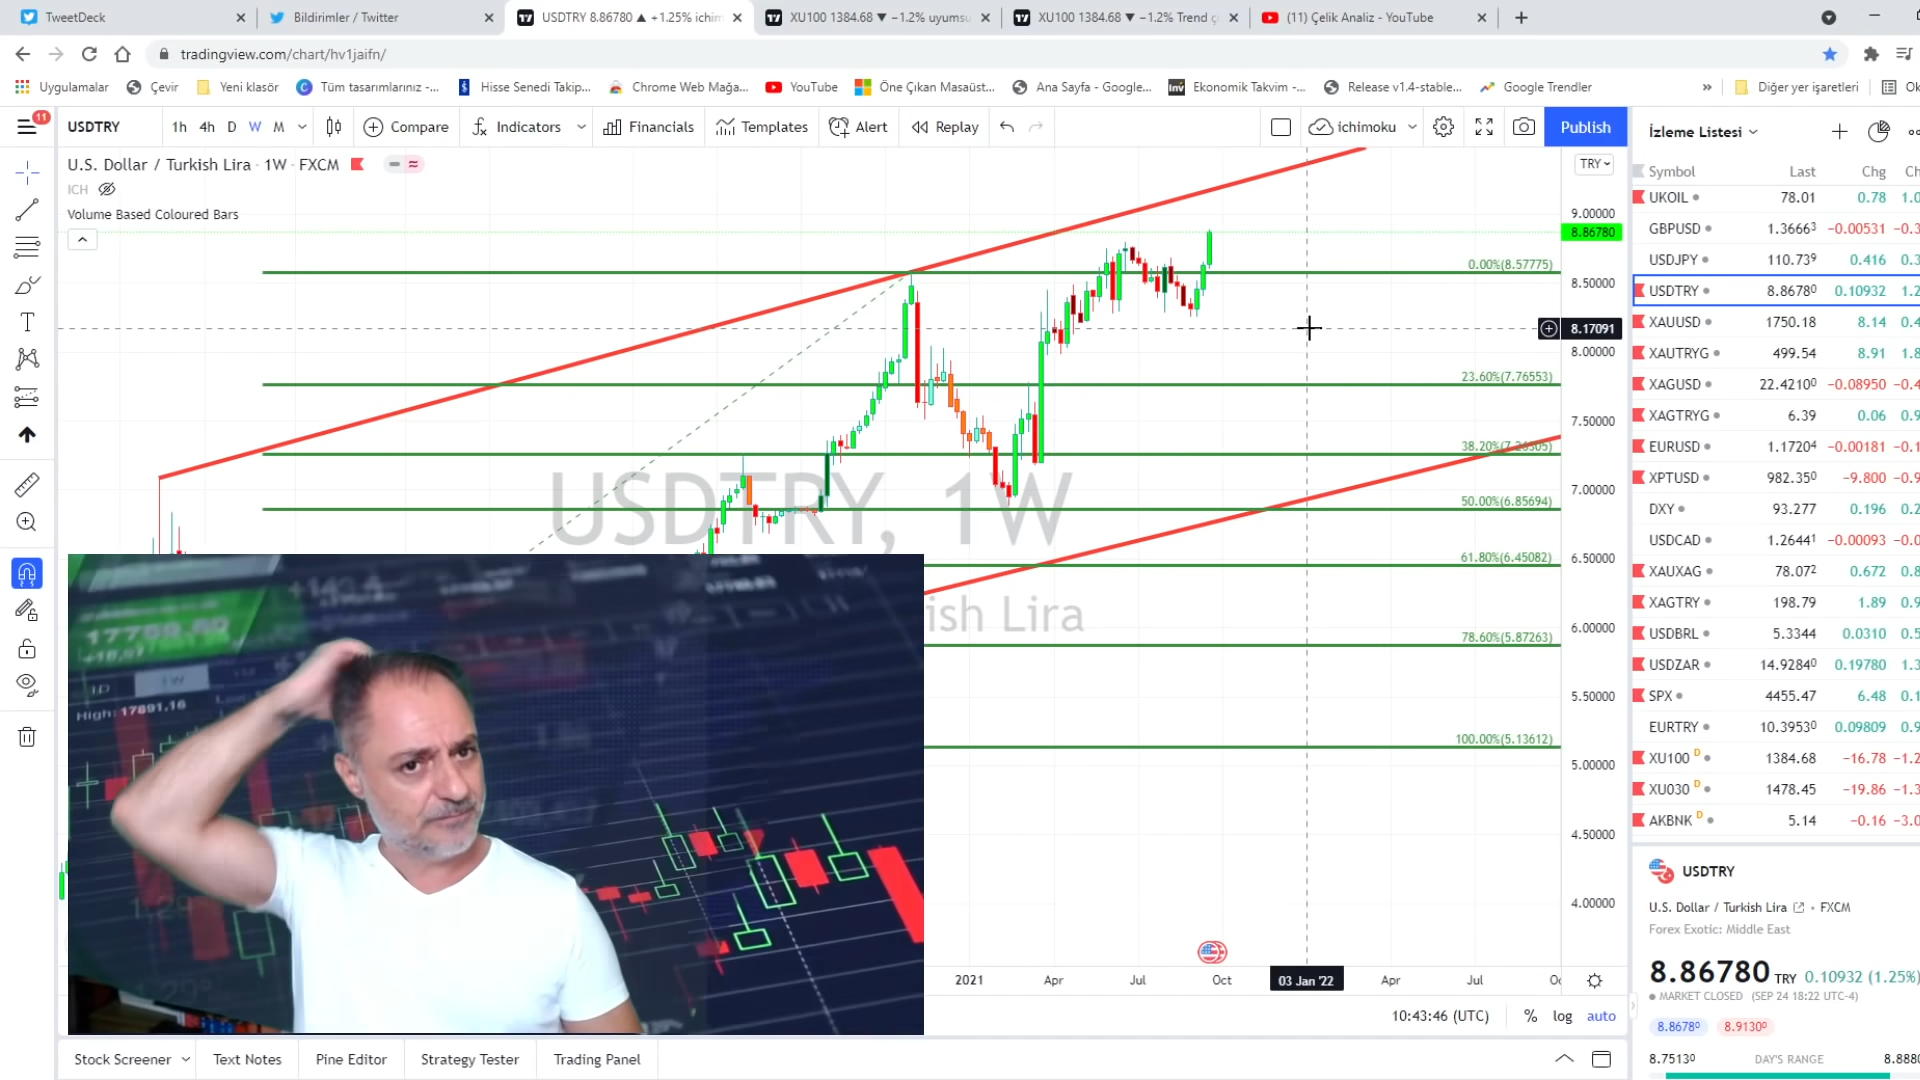 TweetDeck
Bildirimler / Twitter
USDTRY 8.86780 ▲ +1.25% ichim
XU100 1384.68 ▼ −1.2% uyumsu
XU100 1384.68 ▼ −1.2% Trend ç
(11) Çelik Analiz - YouTube
tradingview.com/chart/hv1jaifn/
Uygulamalar
Çevir
Yeni klasör
Tüm tasarımlarınız -...
Hisse Senedi Takip...
Chrome Web Mağa...
YouTube
Öne Çıkan Masaüst...
Ana Sayfa - Google...
Ekonomik Takvim -...
Release v1.4-stable...
Google Trendler
»
Diğer yer işaretleri
11
USDTRY
1h 4h D W M
Compare
Indicators
Financials
Templates
Alert
Replay
ichimoku
Publish
U.S. Dollar / Turkish Lira · 1W · FXCM
ICH
Volume Based Coloured Bars
USDTRY, 1W
ish Lira
TRY
9.00000
8.86780
8.50000
8.17091
8.00000
7.50000
7.00000
6.50000
6.00000
5.50000
5.00000
4.50000
4.00000
0.00%(8.57775)
23.60%(7.76553)
50.00%(6.85694)
61.80%(6.45082)
78.60%(5.87263)
100.00%(5.13612)
High: 17891.16
2021
Apr
Jul
Oct
03 Jan '22
Apr
Jul
10:43:46 (UTC)
% log auto
Stock Screener
Text Notes
Pine Editor
Strategy Tester
Trading Panel
İzleme Listesi
Symbol Last Chg
UKOIL 78.01 0.78
GBPUSD 1.36663 −0.00531
USDJPY 110.739 0.416
USDTRY 8.86780 0.10932
XAUUSD 1750.18 8.14
XAUTRYG 499.54 8.91
XAGUSD 22.42100 −0.08950
XAGTRYG 6.39 0.06
EURUSD 1.17204 −0.00181
XPTUSD 982.350 −9.800
DXY 93.277 0.196
USDCAD 1.26441 −0.00093
XAUXAG 78.072 0.672
XAGTRY 198.79 1.89
USDBRL 5.3344 0.0310
USDZAR 14.92840 0.19780
SPX 4455.47 6.48
EURTRY 10.39530 0.09809
XU100 D 1384.68 −16.78
XU030 D 1478.45 −19.86
AKBNK D 5.14 −0.16
USDTRY
U.S. Dollar / Turkish Lira • FXCM
Forex Exotic: Middle East
8.86780 TRY 0.10932 (1.25%)
MARKET CLOSED (SEP 24 18:22 UTC-4)
8.86780 8.91300
8.75130 DAY'S RANGE 8.8880